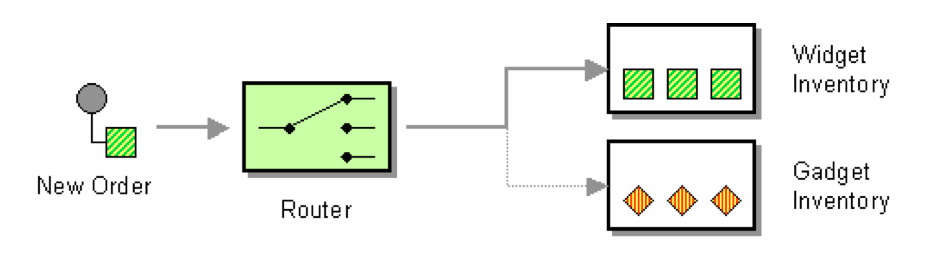 New Order
Router
Widget
Inventory
Gadget
Inventory